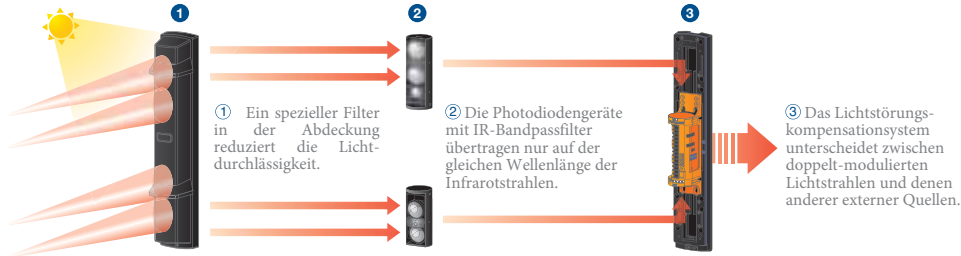 1
2
3
① Ein spezieller Filter
in der Abdeckung
reduziert die Licht-
durchlässigkeit.
② Die Photodiodengeräte
mit IR-Bandpassfilter
übertragen nur auf der
gleichen Wellenlänge der
Infrarotstrahlen.
③ Das Lichtstörungs-
kompensationsystem
unterscheidet zwischen
doppelt-modulierten
Lichtstrahlen und denen
anderer externer Quellen.